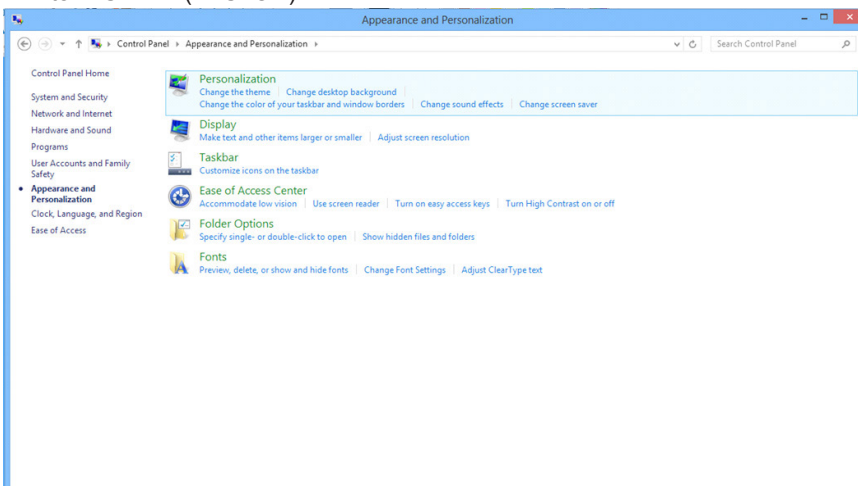 Appearance and Personalization
Control Panel Appearance and Personalization
Search Control Panel
Control Panel Home
System and Security
Network and Internet
Hardware and Sound
Programs
User Accounts and Family
Safety
Appearance and
Personalization
Clock, Language, and Region
Ease of Access
Personalization
Change the theme Change desktop background
Change the color of your taskbar and window borders Change sound effects Change screen saver
Display
Make text and other items larger or smaller Adjust screen resolution
Taskbar
Customize icons on the taskbar
Ease of Access Center
Accommodate low vision Use screen reader Turn on easy access keys Turn High Contrast on or off
Folder Options
Specify single- or double-click to open Show hidden files and folders
Fonts
Preview, delete, or show and hide fonts Change Font Settings Adjust ClearType text